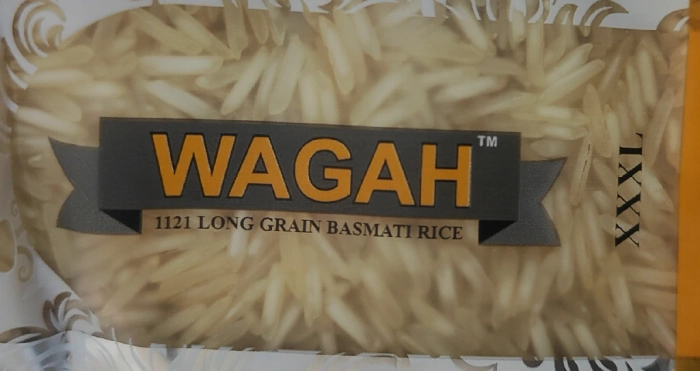 WAGAH™
1121 LONG GRAIN BASMATI RICE
XXXL